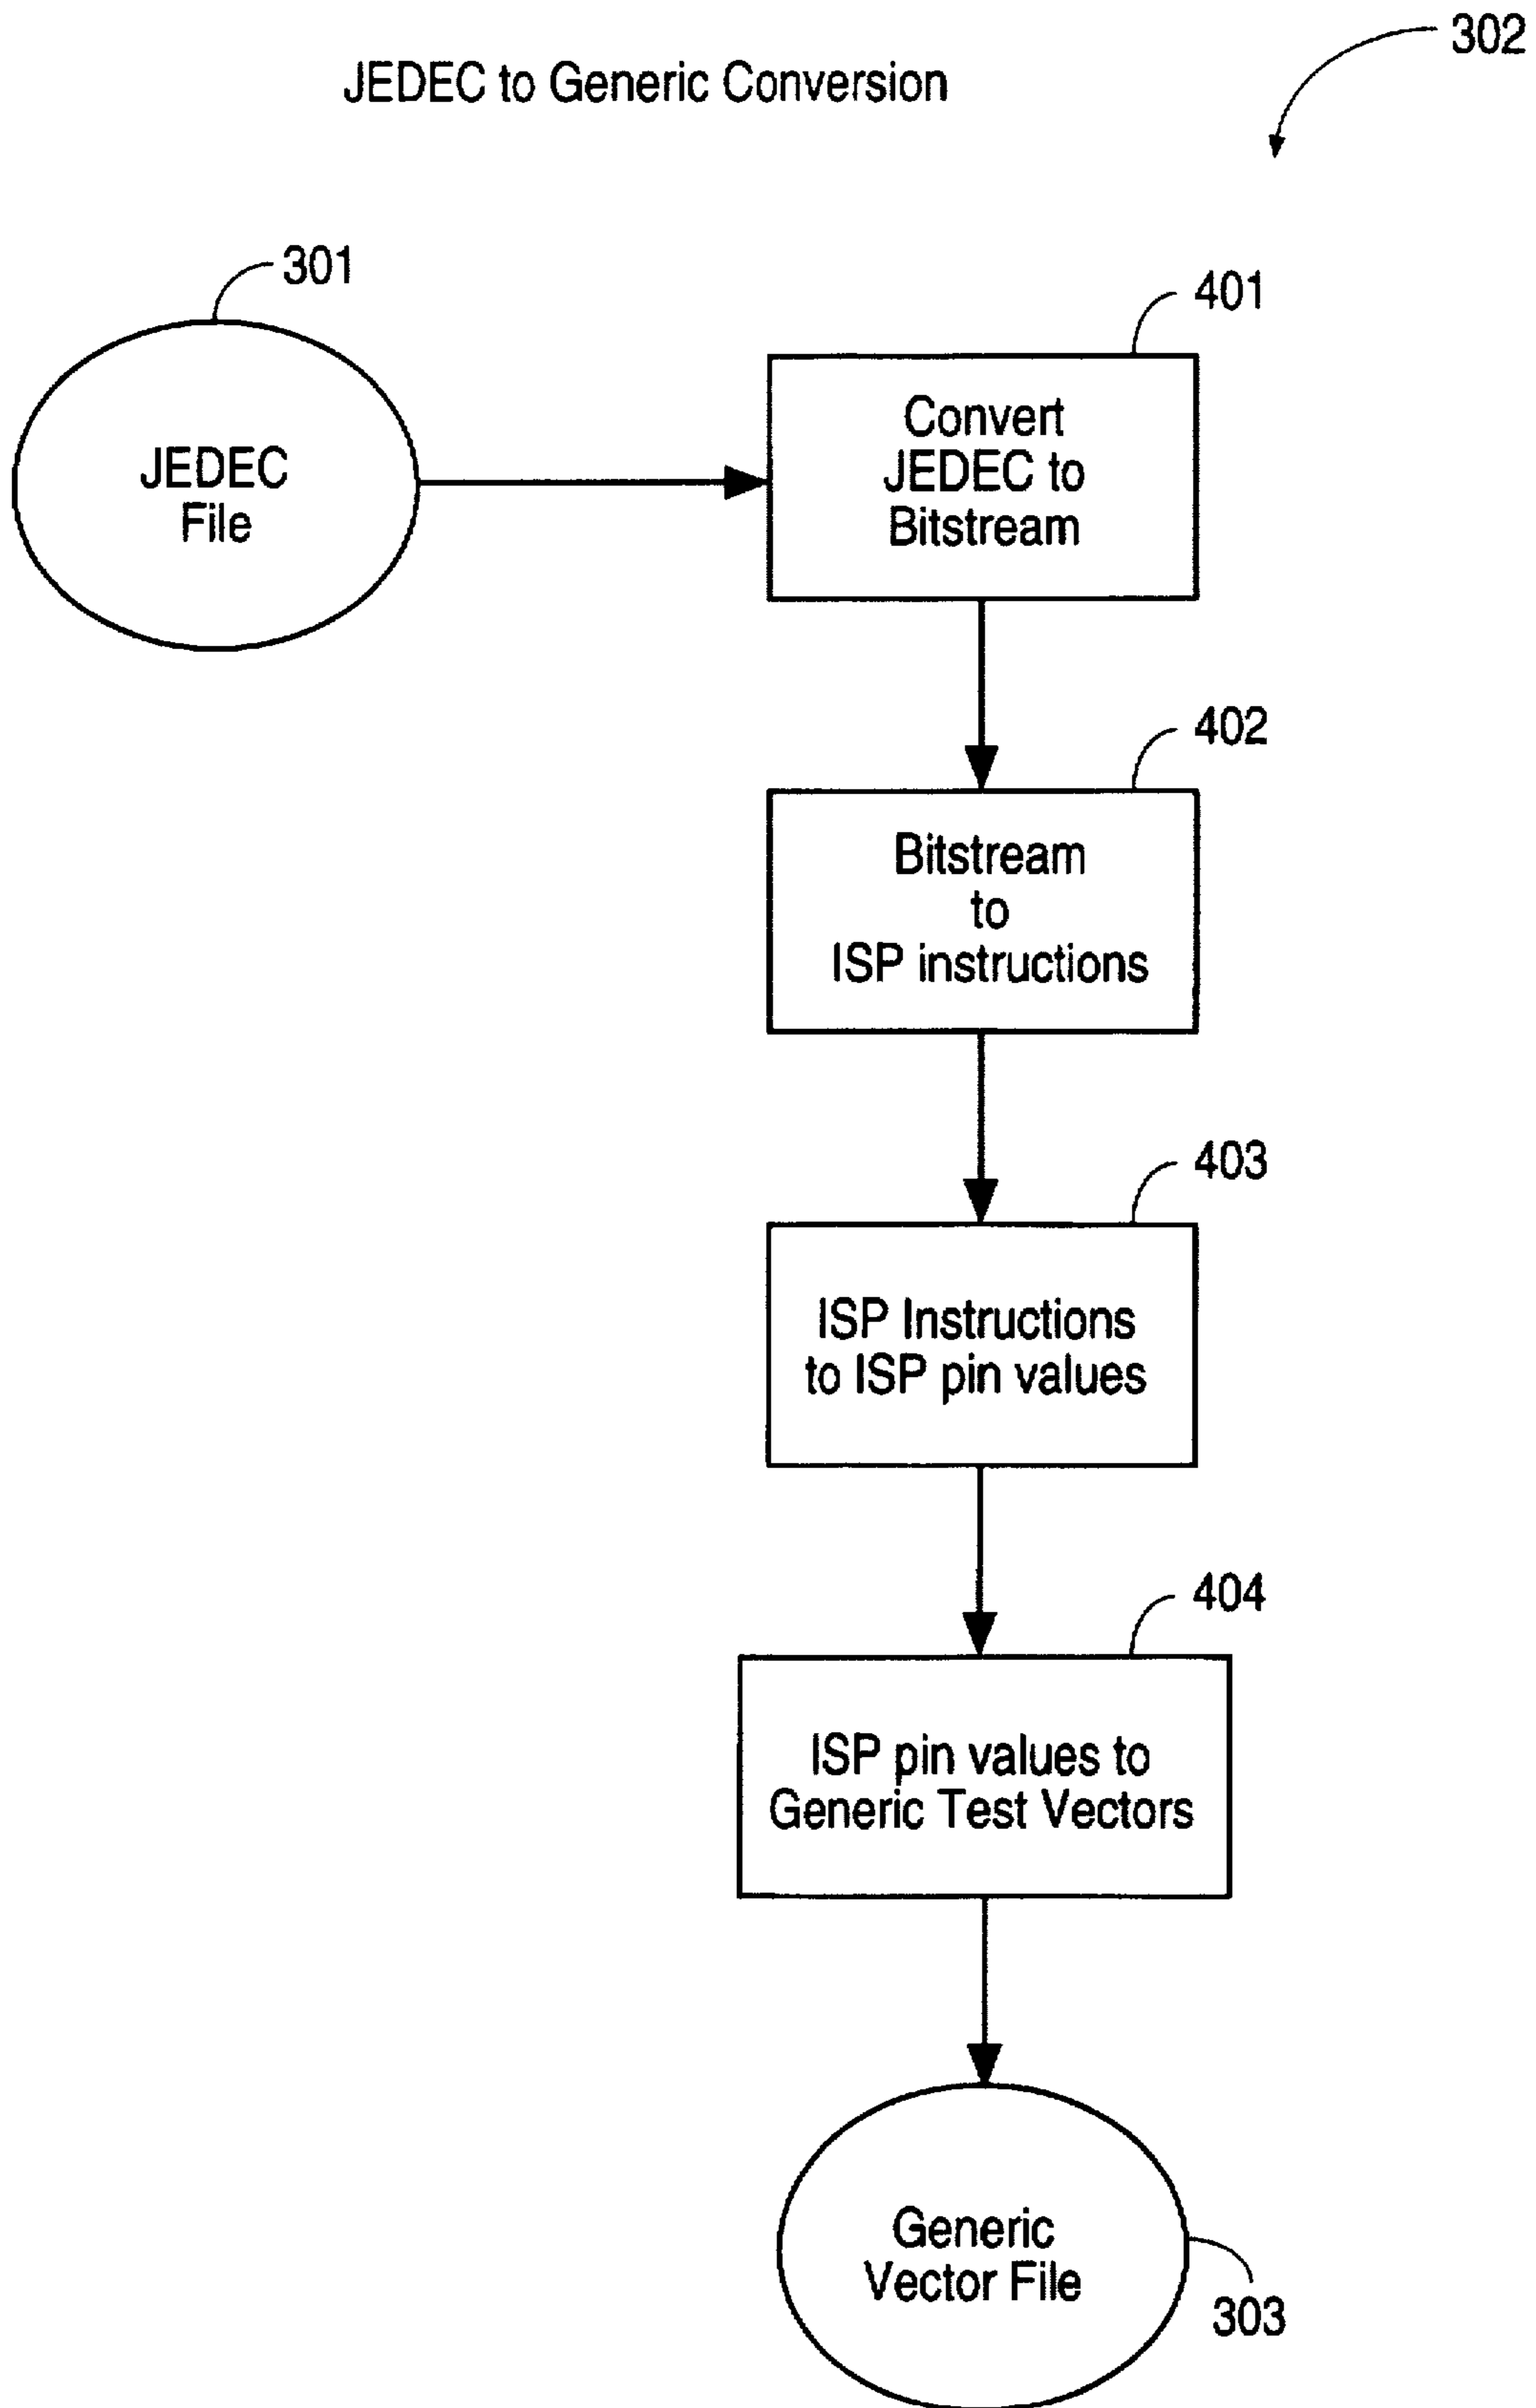 302
JEDEC to Generic Conversion
301
401
JEDEC
File
Convert
JEDEC to
Bitstream
402
Bitstream
to
ISP instructions
403
ISP Instructions
to ISP pin values
404
ISP pin values to
Generic Test Vectors
Generic
Vector File
303